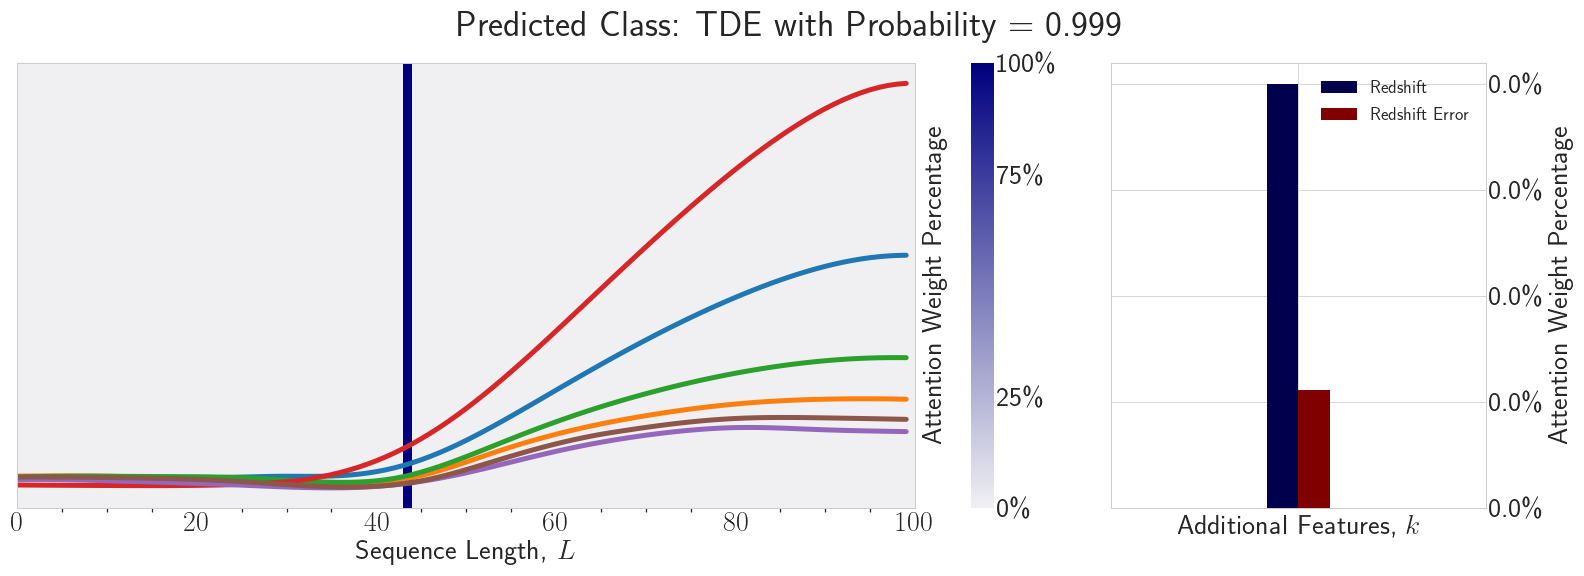 Predicted Class: TDE with Probability = 0.999
100%
75%
25%
0%
Attention Weight Percentage
0
20
40
60
80
100
Sequence Length, L
Redshift
Redshift Error
0.0%
0.0%
0.0%
0.0%
0.0%
Attention Weight Percentage
Additional Features, k